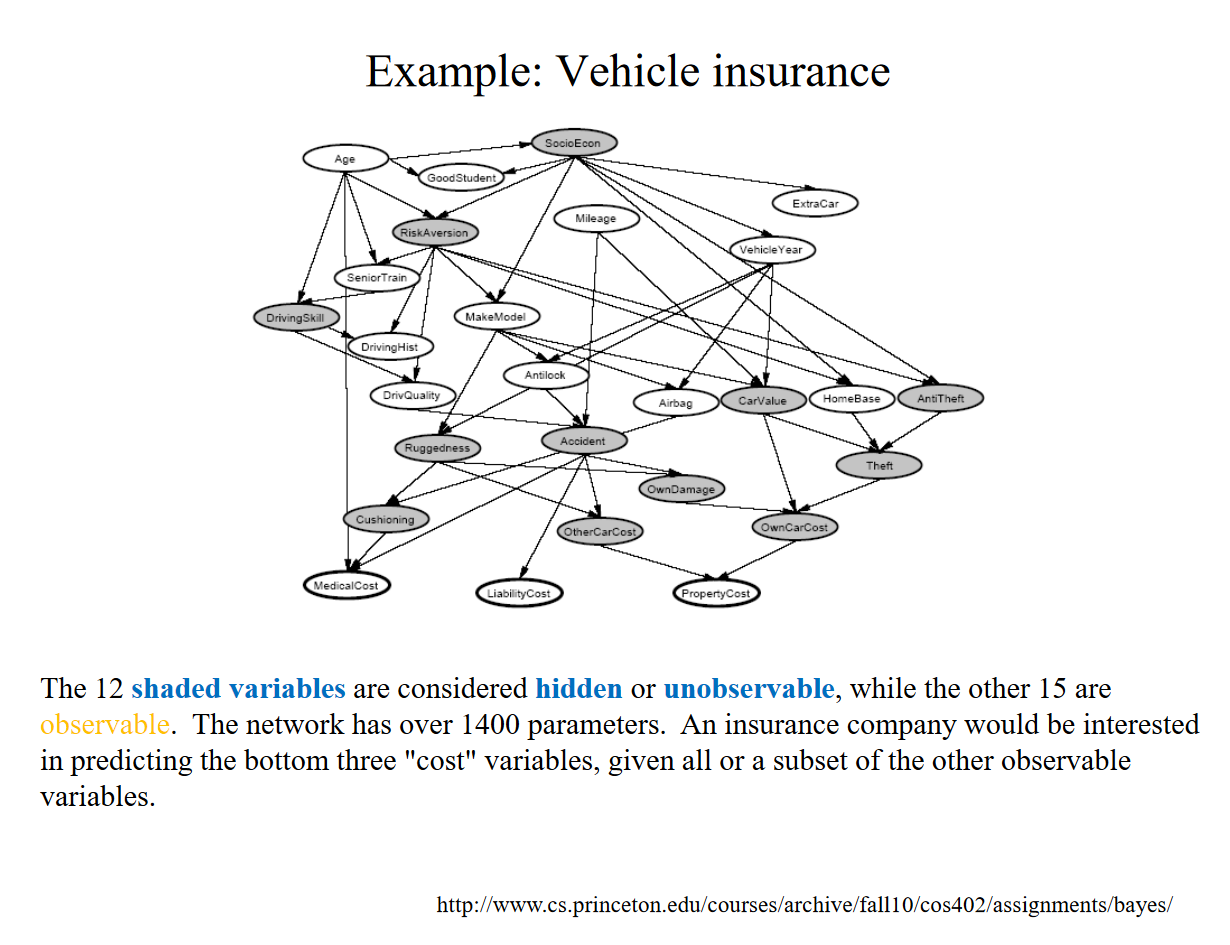 Example: Vehicle insurance
SocioEcon
Age
GoodStudent
ExtraCar
Mileage
RiskAversion
VehicleYear
SeniorTrain
DrivingSkill
MakeModel
DrivingHist
Antilock
DrivQuality
Airbag
CarValue
HomeBase
AntiTheft
Ruggedness
Accident
Theft
OwnDamage
Cushioning
OtherCarCost
OwnCarCost
MedicalCost
LiabilityCost
PropertyCost
The 12 shaded variables are considered hidden or unobservable, while the other 15 are
observable. The network has over 1400 parameters. An insurance company would be interested
in predicting the bottom three "cost" variables, given all or a subset of the other observable
variables.
http://www.cs.princeton.edu/courses/archive/fall10/cos402/assignments/bayes/